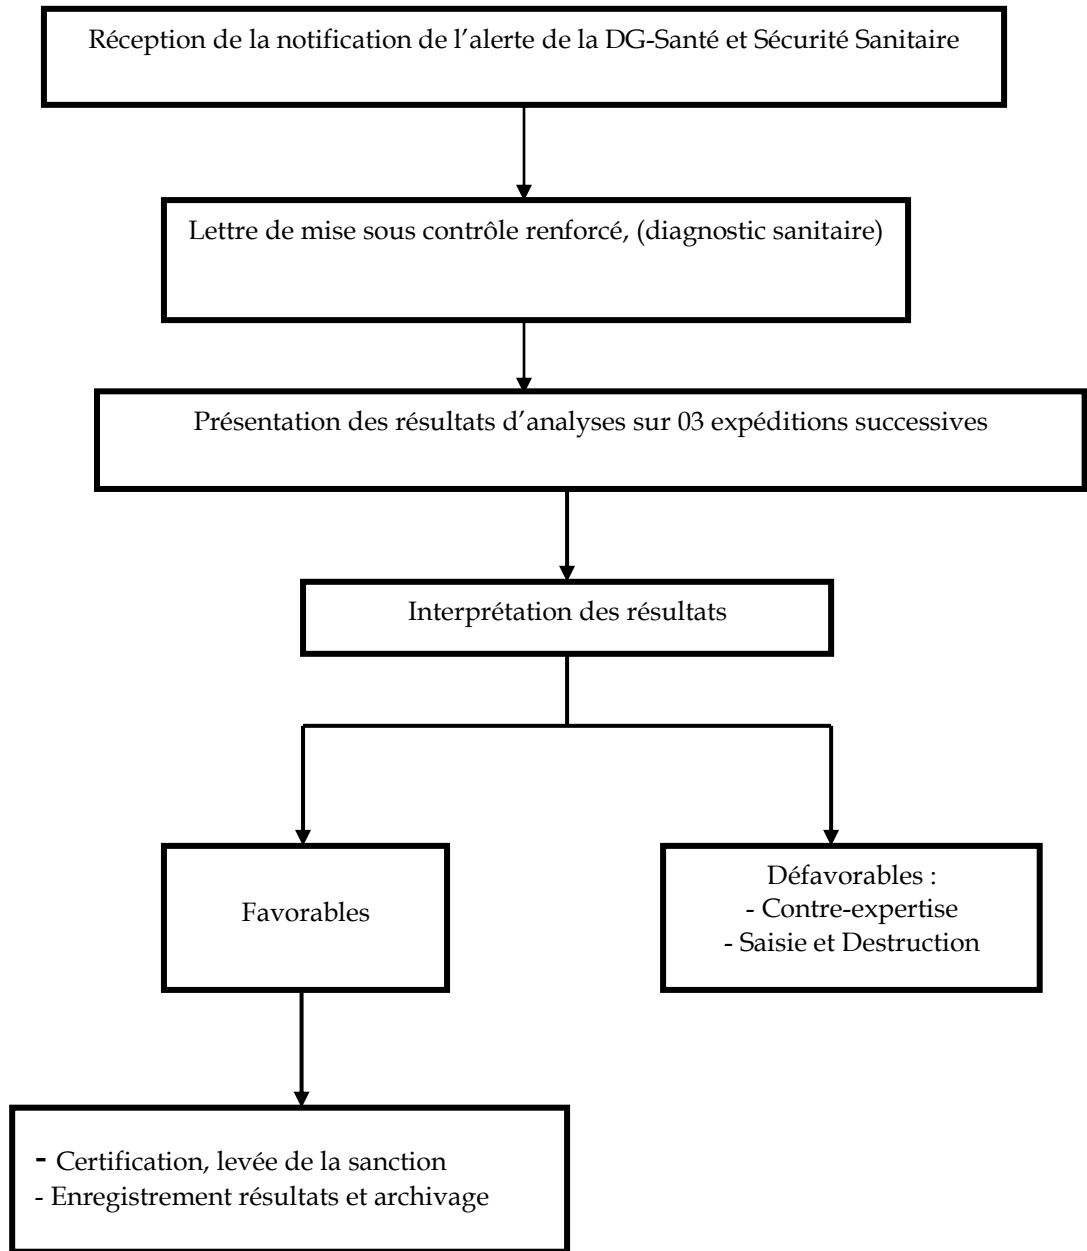 Réception de la notification de l’alerte de la DG-Santé et Sécurité Sanitaire
Lettre de mise sous contrôle renforcé, (diagnostic sanitaire)
Présentation des résultats d’analyses sur 03 expéditions successives
Interprétation des résultats
Favorables
Défavorables :
- Contre-expertise
- Saisie et Destruction
- Certification, levée de la sanction
- Enregistrement résultats et archivage